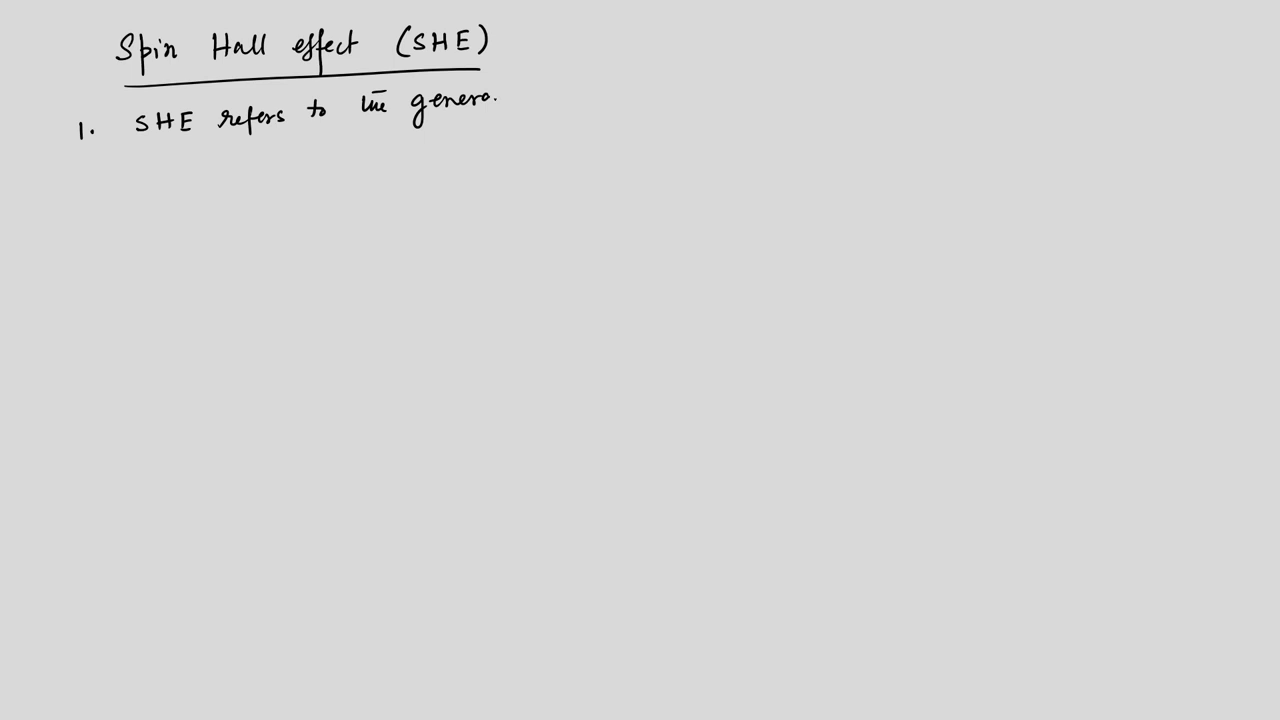 Spin Hall effect (SHE)
1. SHE refers to the genera.